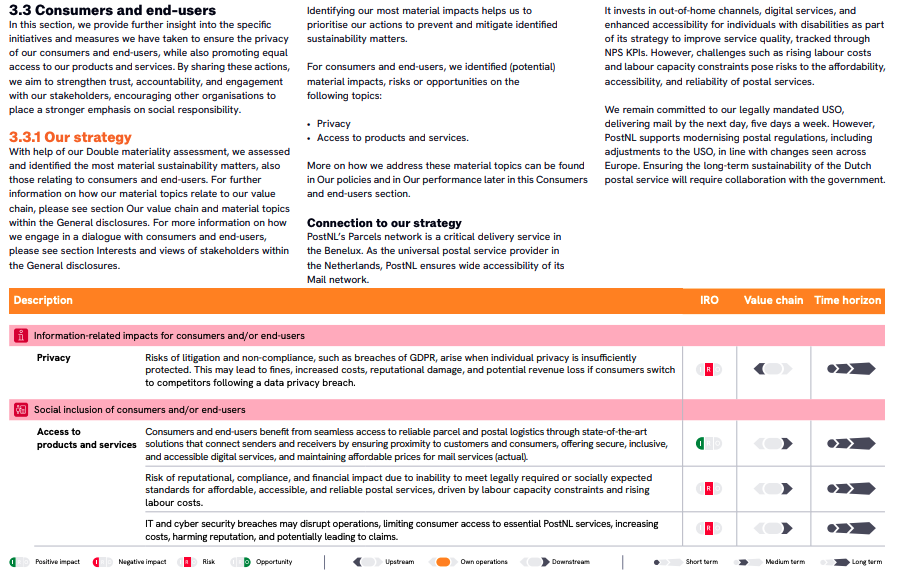 3.3 Consumers and end-users
In this section, we provide further insight into the specific
initiatives and measures we have taken to ensure the privacy
of our consumers and end-users, while also promoting equal
access to our products and services. By sharing these actions,
we aim to strengthen trust, accountability, and engagement
with our stakeholders, encouraging other organisations to
place a stronger emphasis on social responsibility.
3.3.1 Our strategy
With help of our Double materiality assessment, we assessed
and identified the most material sustainability matters, also
those relating to consumers and end-users. For further
information on how our material topics relate to our value
chain, please see section Our value chain and material topics
within the General disclosures. For more information on how
we engage in a dialogue with consumers and end-users,
please see section Interests and views of stakeholders within
the General disclosures.
Identifying our most material impacts helps us to
prioritise our actions to prevent and mitigate identified
sustainability matters.
For consumers and end-users, we identified (potential)
material impacts, risks or opportunities on the
following topics:
• Privacy
• Access to products and services.
More on how we address these material topics can be found
in Our policies and in Our performance later in this Consumers
and end-users section.
Connection to our strategy
PostNL's Parcels network is a critical delivery service in
the Benelux. As the universal postal service provider in
the Netherlands, PostNL ensures wide accessibility of its
Mail network.
It invests in out-of-home channels, digital services, and
enhanced accessibility for individuals with disabilities as part
of its strategy to improve service quality, tracked through
NPS KPIs. However, challenges such as rising labour costs
and labour capacity constraints pose risks to the affordability,
accessibility, and reliability of postal services.
We remain committed to our legally mandated USO,
delivering mail by the next day, five days a week. However,
PostNL supports modernising postal regulations, including
adjustments to the USO, in line with changes seen across
Europe. Ensuring the long-term sustainability of the Dutch
postal service will require collaboration with the government.
Description IRO Value chain Time horizon
Information-related impacts for consumers and/or end-users
Privacy
Risks of litigation and non-compliance, such as breaches of GDPR, arise when individual privacy is insufficiently
protected. This may lead to fines, increased costs, reputational damage, and potential revenue loss if consumers switch
to competitors following a data privacy breach.
R
Social inclusion of consumers and/or end-users
Access to
products and services
Consumers and end-users benefit from seamless access to reliable parcel and postal logistics through state-of-the-art
solutions that connect senders and receivers by ensuring proximity to customers and consumers, offering secure, inclusive,
and accessible digital services, and maintaining affordable prices for mail services (actual).
I
Risk of reputational, compliance, and financial impact due to inability to meet legally required or socially expected
standards for affordable, accessible, and reliable postal services, driven by labour capacity constraints and rising
labour costs.
R
IT and cyber security breaches may disrupt operations, limiting consumer access to essential PostNL services, increasing
costs, harming reputation, and potentially leading to claims.
R
I Positive impact I Negative impact R Risk O Opportunity Upstream Own operations Downstream Short term Medium term Long term